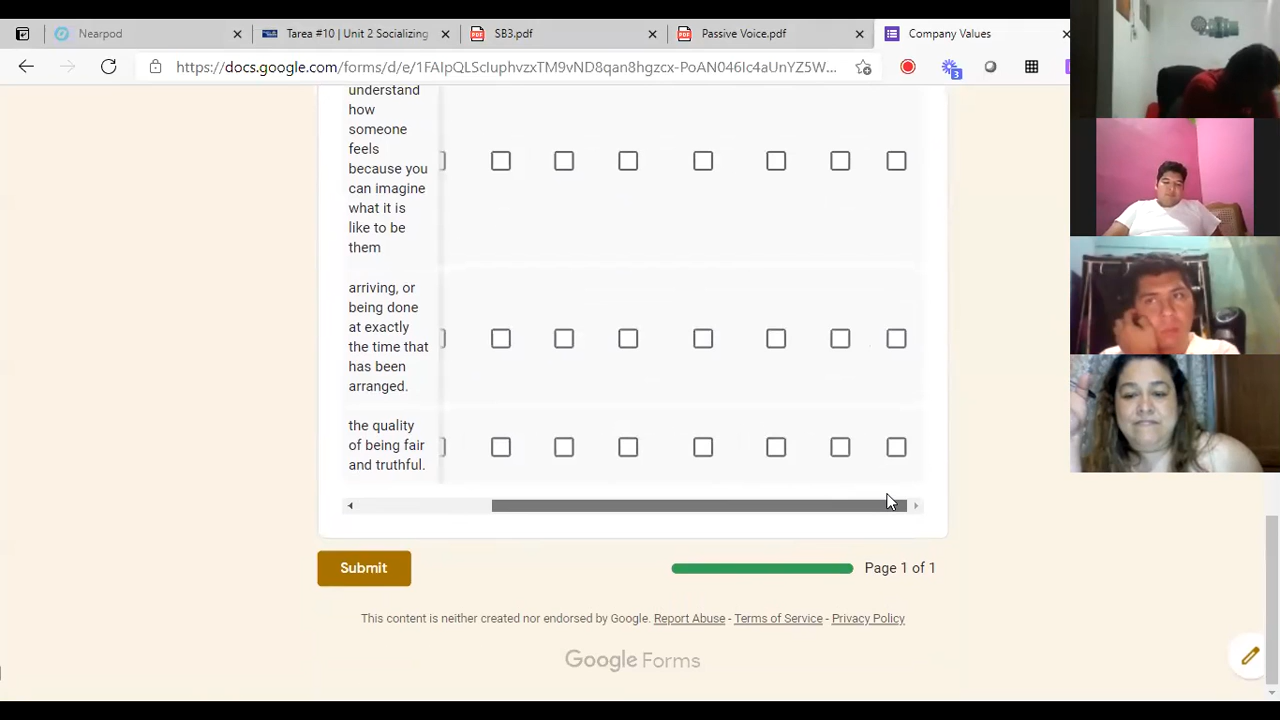 Nearpod
Tarea #10 | Unit 2 Socializing
SB3.pdf
Passive Voice.pdf
Company Values
https://docs.google.com/forms/d/e/1FAIpQLScIuphvzxTM9vND8qan8hgzcx-PoAN046Ic4aUnYZ5W...
3
understand
how
someone
feels
because you
can imagine
what it is
like to be
them
arriving, or
being done
at exactly
the time that
has been
arranged.
the quality
of being fair
and truthful.
Submit
Page 1 of 1
This content is neither created nor endorsed by Google. Report Abuse - Terms of Service - Privacy Policy
Google Forms